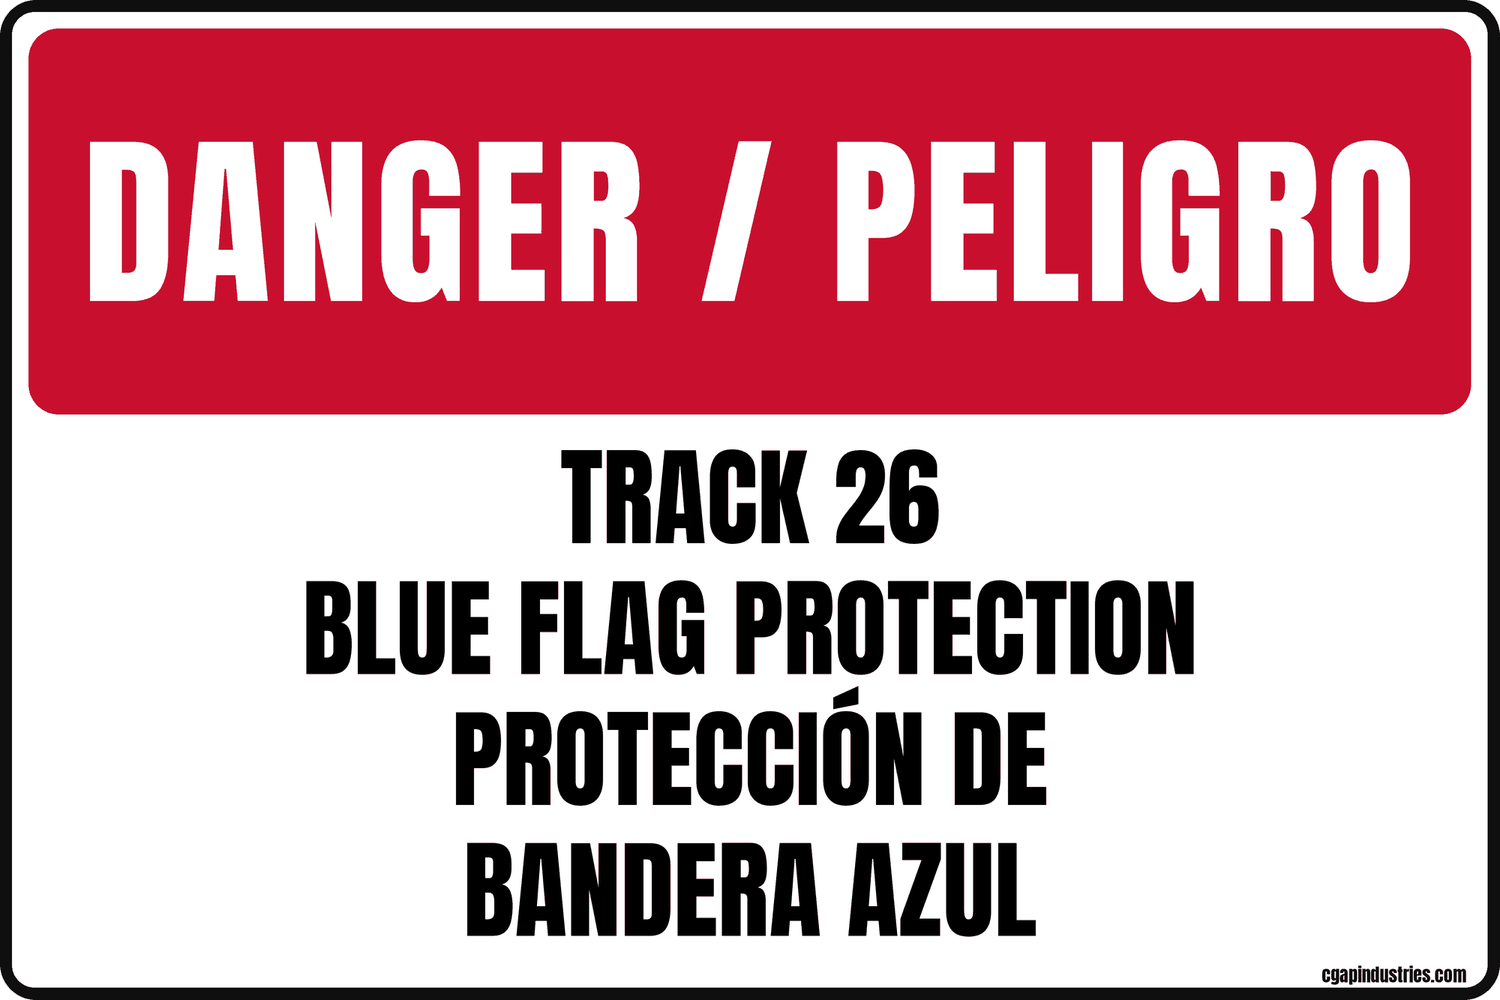 DANGER / PELIGRO
TRACK 26
BLUE FLAG PROTECTION
PROTECCIÓN DE
BANDERA AZUL
cgapindustries.com